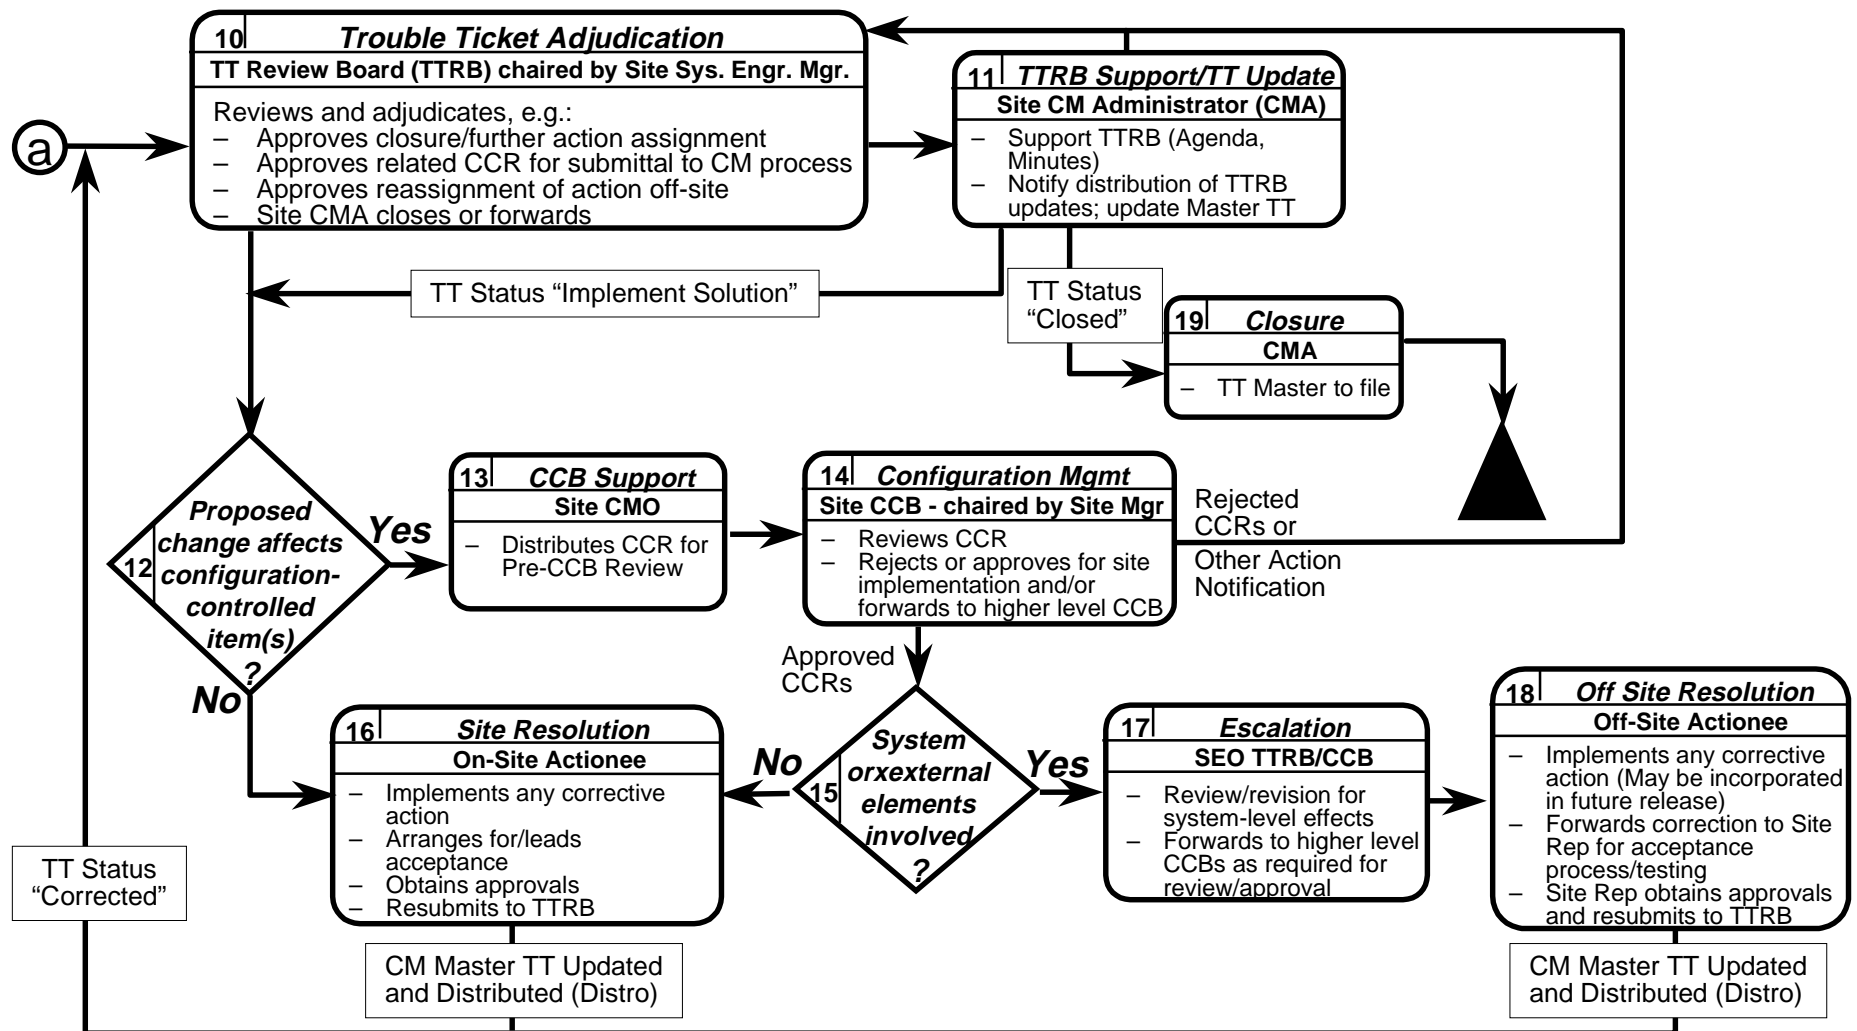 10 Trouble Ticket Adjudication
TT Review Board (TTRB) chaired by Site Sys. Engr. Mgr.
Reviews and adjudicates, e.g.:
– Approves closure/further action assignment
– Approves related CCR for submittal to CM process
– Approves reassignment of action off-site
– Site CMA closes or forwards
a
11 TTRB Support/TT Update
Site CM Administrator (CMA)
– Support TTRB (Agenda,
Minutes)
– Notify distribution of TTRB
updates; update Master TT
TT Status “Implement Solution”
TT Status
“Closed”
19 Closure
CMA
– TT Master to file
12
Proposed
change affects
configuration-
controlled
item(s)
?
Yes
No
13 CCB Support
Site CMO
– Distributes CCR for
Pre-CCB Review
14 Configuration Mgmt
Site CCB - chaired by Site Mgr
– Reviews CCR
– Rejects or approves for site
implementation and/or
forwards to higher level CCB
Rejected
CCRs or
Other Action
Notification
Approved
CCRs
15
System
orxexternal
elements
involved
?
No
Yes
16 Site Resolution
On-Site Actionee
– Implements any corrective
action
– Arranges for/leads
acceptance
– Obtains approvals
– Resubmits to TTRB
17 Escalation
SEO TTRB/CCB
– Review/revision for
system-level effects
– Forwards to higher level
CCBs as required for
review/approval
18 Off Site Resolution
Off-Site Actionee
– Implements any corrective
action (May be incorporated
in future release)
– Forwards correction to Site
Rep for acceptance
process/testing
– Site Rep obtains approvals
and resubmits to TTRB
TT Status
“Corrected”
CM Master TT Updated
and Distributed (Distro)
CM Master TT Updated
and Distributed (Distro)